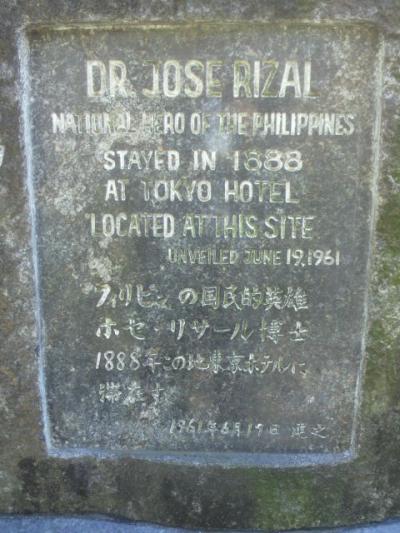 DR. JOSE RIZAL
NATIONAL HERO OF THE PHILIPPINES
STAYED IN 1888
AT TOKYO HOTEL
LOCATED AT THIS SITE
UNVEILED JUNE 19, 1961
フィリピンの国民的英雄
ホセ・リサール博士
1888年この地東京ホテルに
滞在す
1961年6月19日 建之